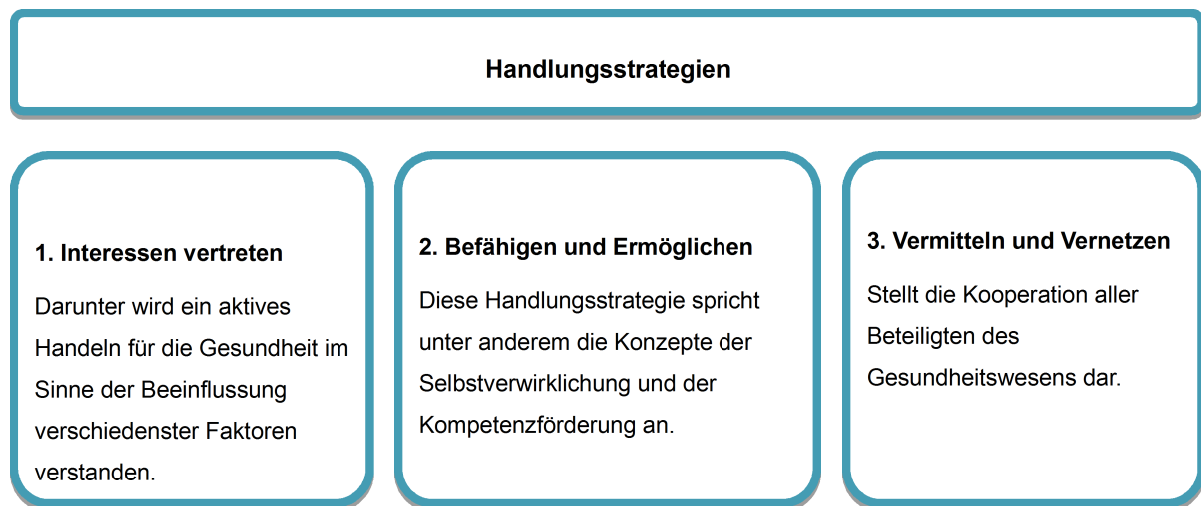 Handlungsstrategien
1. Interessen vertreten
Darunter wird ein aktives
Handeln für die Gesundheit im
Sinne der Beeinflussung
verschiedenster Faktoren
verstanden.
2. Befähigen und Ermöglichen
Diese Handlungsstrategie spricht
unter anderem die Konzepte der
Selbstverwirklichung und der
Kompetenzförderung an.
3. Vermitteln und Vernetzen
Stellt die Kooperation aller
Beteiligten des
Gesundheitswesens dar.